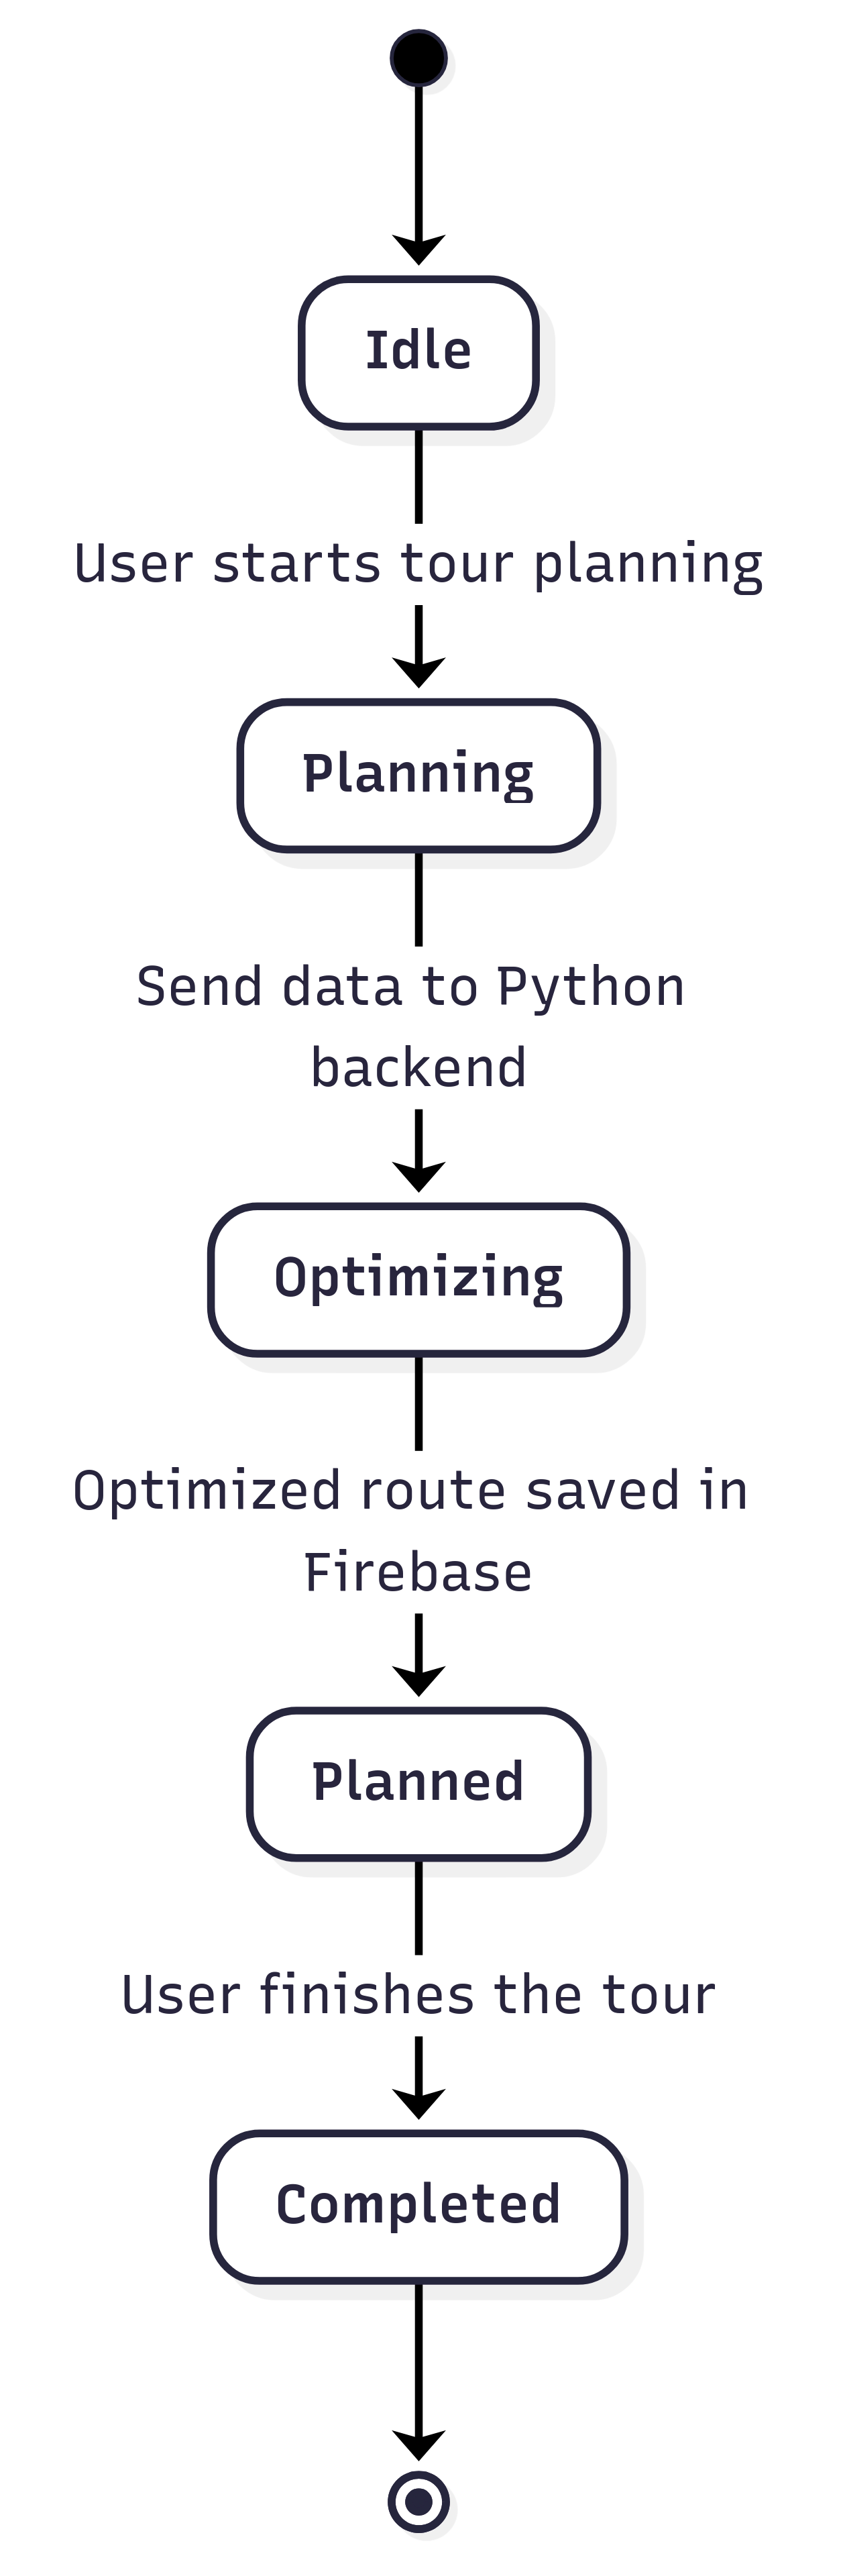 Idle
User starts tour planning
Planning
Send data to Python
backend
Optimizing
Optimized route saved in
Firebase
Planned
User finishes the tour
Completed